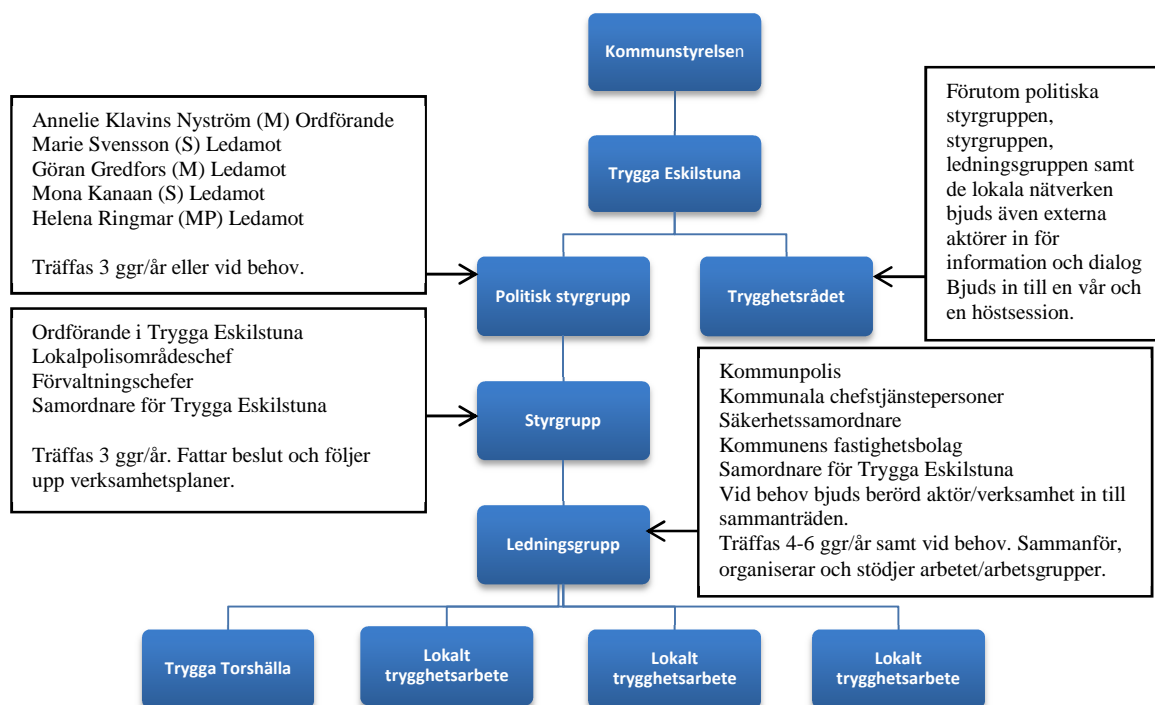 Kommunstyrelsen
Annelie Klavins Nyström (M) Ordförande
Marie Svensson (S) Ledamot
Göran Gredfors (M) Ledamot
Mona Kanaan (S) Ledamot
Helena Ringmar (MP) Ledamot
Träffas 3 ggr/år eller vid behov.
Trygga Eskilstuna
Förutom politiska
styrgruppen,
styrgruppen,
ledningsgruppen samt
de lokala nätverken
bjuds även externa
aktörer in för
information och dialog
Bjuds in till en vår och
en höstsession.
Politisk styrgrupp
Trygghetsrådet
Ordförande i Trygga Eskilstuna
Lokalpolisområdeschef
Förvaltningschefer
Samordnare för Trygga Eskilstuna
Träffas 3 ggr/år. Fattar beslut och följer
upp verksamhetsplaner.
Styrgrupp
Kommunpolis
Kommunala chefstjänstepersoner
Säkerhetssamordnare
Kommunens fastighetsbolag
Samordnare för Trygga Eskilstuna
Vid behov bjuds berörd aktör/verksamhet in till
sammanträden.
Träffas 4-6 ggr/år samt vid behov. Sammanför,
organiserar och stödjer arbetet/arbetsgrupper.
Ledningsgrupp
Trygga Torshälla
Lokalt
trygghetsarbete
Lokalt
trygghetsarbete
Lokalt
trygghetsarbete